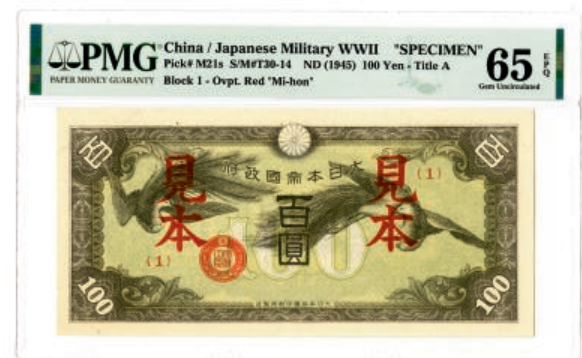 PMG
PAPER MONEY GUARANTY
China / Japanese Military WWII "SPECIMEN"
Pick# M21s S/M#T30-14 ND (1945) 100 Yen - Title A
Block 1 - Ovpt. Red "Mi-hon"
65 EPQ
Gem Uncirculated
府政國帝本日大
見本
見本
(1)
百圓
100
(1)
100
100